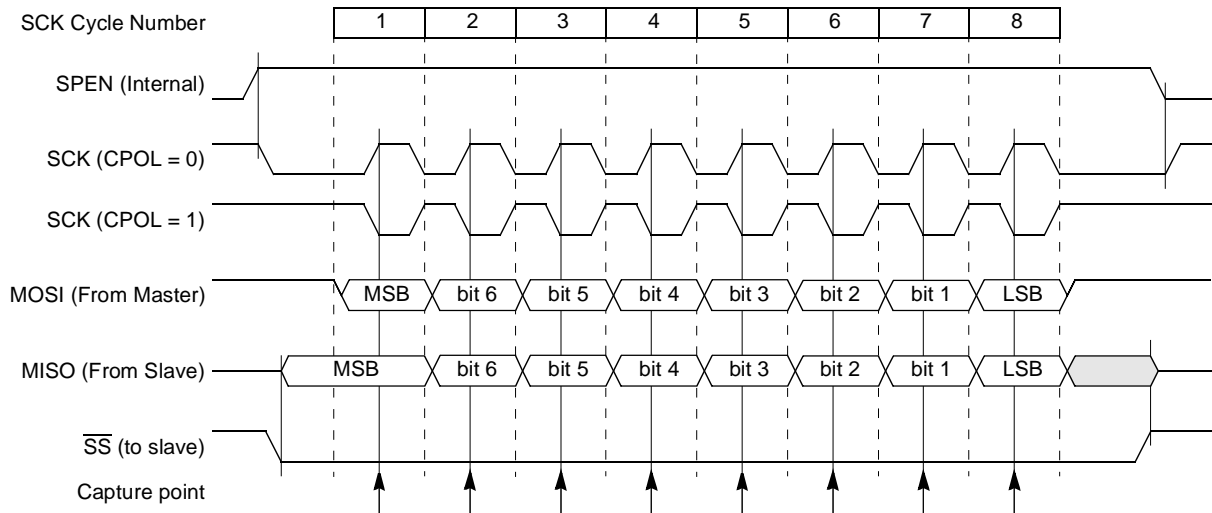 SCK Cycle Number 1 2 3 4 5 6 7 8
SPEN (Internal)
SCK (CPOL = 0)
SCK (CPOL = 1)
MOSI (From Master) MSB bit 6 bit 5 bit 4 bit 3 bit 2 bit 1 LSB
MISO (From Slave) MSB bit 6 bit 5 bit 4 bit 3 bit 2 bit 1 LSB
SS (to slave)
Capture point